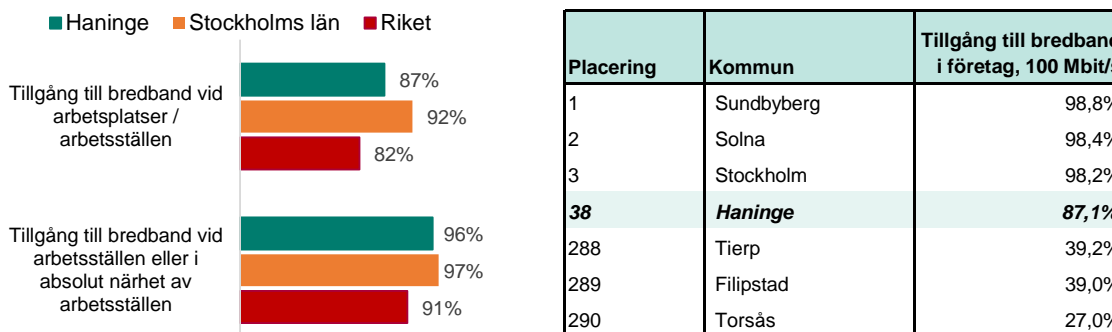 Haninge Stockholms län Riket
Tillgång till bredband vid
arbetsplatser /
arbetsställen
87%
92%
82%
Tillgång till bredband vid
arbetsställen eller i
absolut närhet av
arbetsställen
96%
97%
91%
Placering Kommun Tillgång till bredband
i företag, 100 Mbit/s
1 Sundbyberg 98,8%
2 Solna 98,4%
3 Stockholm 98,2%
38 Haninge 87,1%
288 Tierp 39,2%
289 Filipstad 39,0%
290 Torsås 27,0%